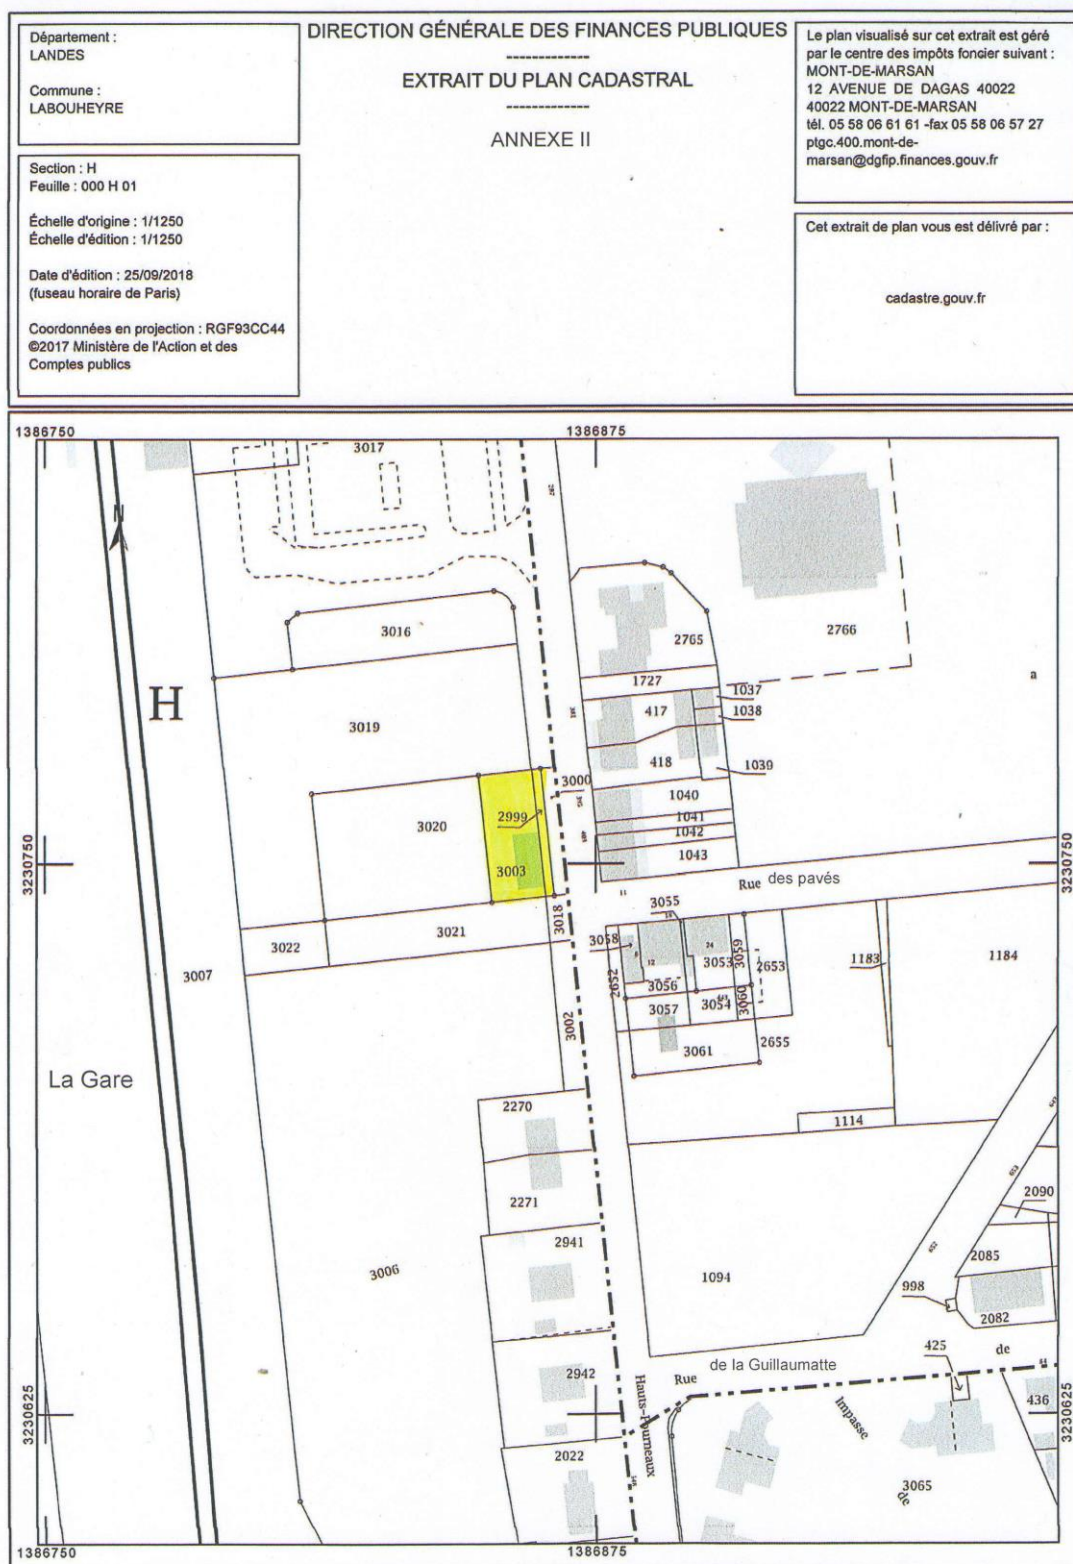 Département :
LANDES
Commune :
LABOUHEYRE
Section : H
Feuille : 000 H 01
Échelle d'origine : 1/1250
Échelle d'édition : 1/1250
Date d'édition : 25/09/2018
(fuseau horaire de Paris)
Coordonnées en projection : RGF93CC44
©2017 Ministère de l'Action et des
Comptes publics
DIRECTION GÉNÉRALE DES FINANCES PUBLIQUES
-------------
EXTRAIT DU PLAN CADASTRAL
-------------
ANNEXE II
Le plan visualisé sur cet extrait est géré
par le centre des impôts foncier suivant :
MONT-DE-MARSAN
12 AVENUE DE DAGAS 40022
40022 MONT-DE-MARSAN
tél. 05 58 06 61 61 -fax 05 58 06 57 27
ptgc.400.mont-de-
marsan@dgfip.finances.gouv.fr
Cet extrait de plan vous est délivré par :
cadastre.gouv.fr
1386750
1386875
3017
N
3016
2765
2766
1727
1037
417
1038
H
a
3019
418
1039
3000
1040
2999
3020
1041
1042
1043
3230750
3230750
3003
Rue des pavés
11
3055
3018
3021
3058
24
3059
3022
12
3053
2653
1183
1184
3007
2652
3056
3054
3060
3057
3002
3061
2655
La Gare
2270
1114
2271
2090
2941
2085
3006
1094
998
2082
425
de
Rue de la Guillaumatte
2942
Hauts-Fourneaux
Impasse
436
3230625
3230625
2022
3065
de
1386750
1386875